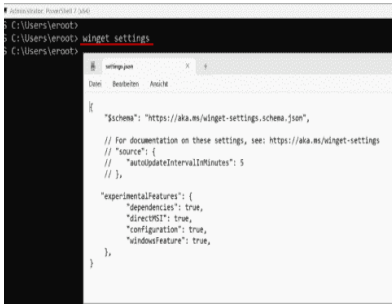 Administrator: PowerShell 7 (x64)
S C:\Users\eroot>
S C:\Users\eroot> winget settings
S C:\Users\eroot>
settings.json × +
Datei Bearbeiten Ansicht
{
"$schema": "https://aka.ms/winget-settings.schema.json",
// For documentation on these settings, see: https://aka.ms/winget-settings
// "source": {
// "autoUpdateIntervalInMinutes": 5
// },
"experimentalFeatures": {
"dependencies": true,
"directMSI": true,
"configuration": true,
"windowsFeature": true,
},
}